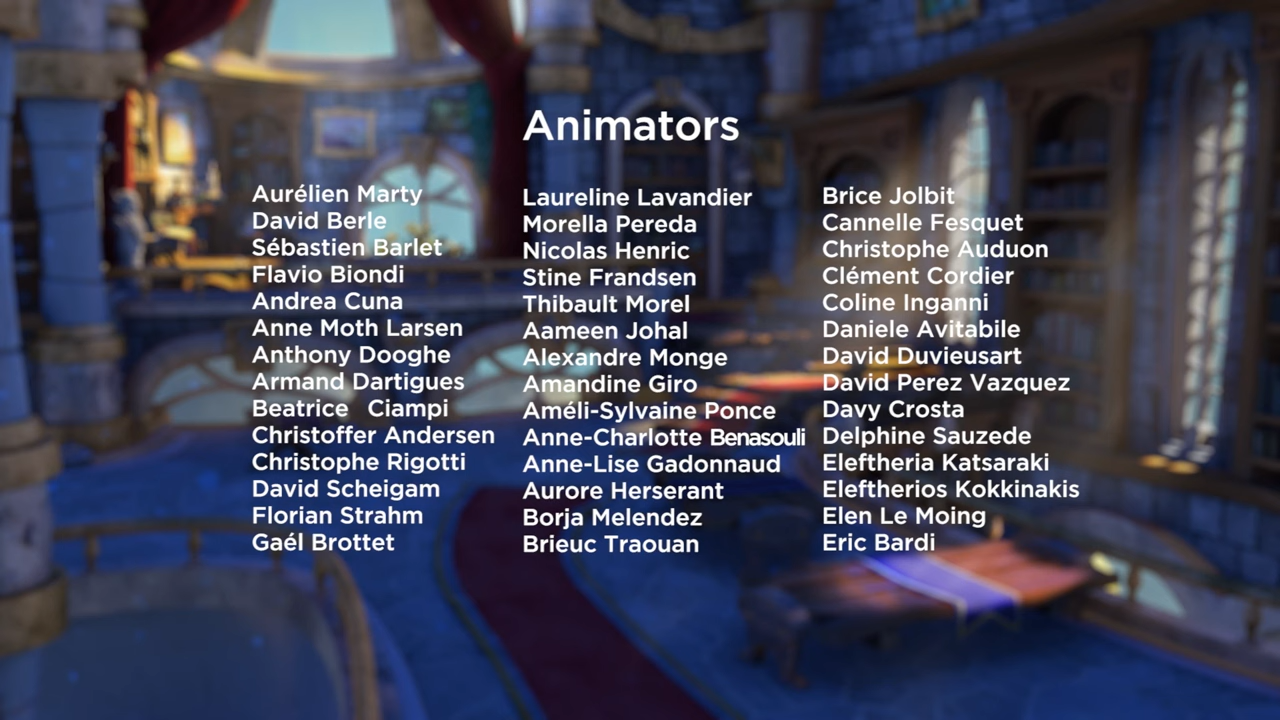 Animators
Aurélien Marty
David Berle
Sébastien Barlet
Flavio Biondi
Andrea Cuna
Anne Moth Larsen
Anthony Dooghe
Armand Dartigues
Beatrice Ciampi
Christoffer Andersen
Christophe Rigotti
David Scheigam
Florian Strahm
Gaél Brottet
Laureline Lavandier
Morella Pereda
Nicolas Henric
Stine Frandsen
Thibault Morel
Aameen Johal
Alexandre Monge
Amandine Giro
Améli-Sylvaine Ponce
Anne-Charlotte Benasouli
Anne-Lise Gadonnaud
Aurore Herserant
Borja Melendez
Brieuc Traouan
Brice Jolbit
Cannelle Fesquet
Christophe Auduon
Clément Cordier
Coline Inganni
Daniele Avitabile
David Duvieusart
David Perez Vazquez
Davy Crosta
Delphine Sauzede
Eleftheria Katsaraki
Eleftherios Kokkinakis
Elen Le Moing
Eric Bardi